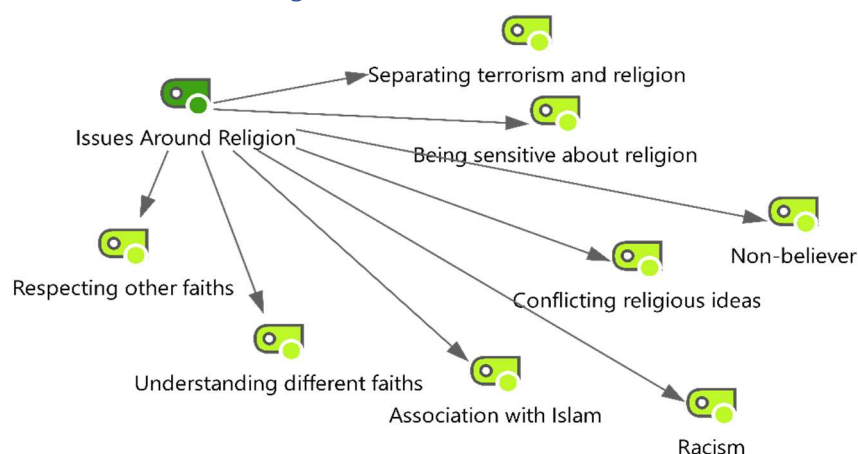 Separating terrorism and religion
Issues Around Religion
Being sensitive about religion
Non-believer
Respecting other faiths
Conflicting religious ideas
Understanding different faiths
Association with Islam
Racism